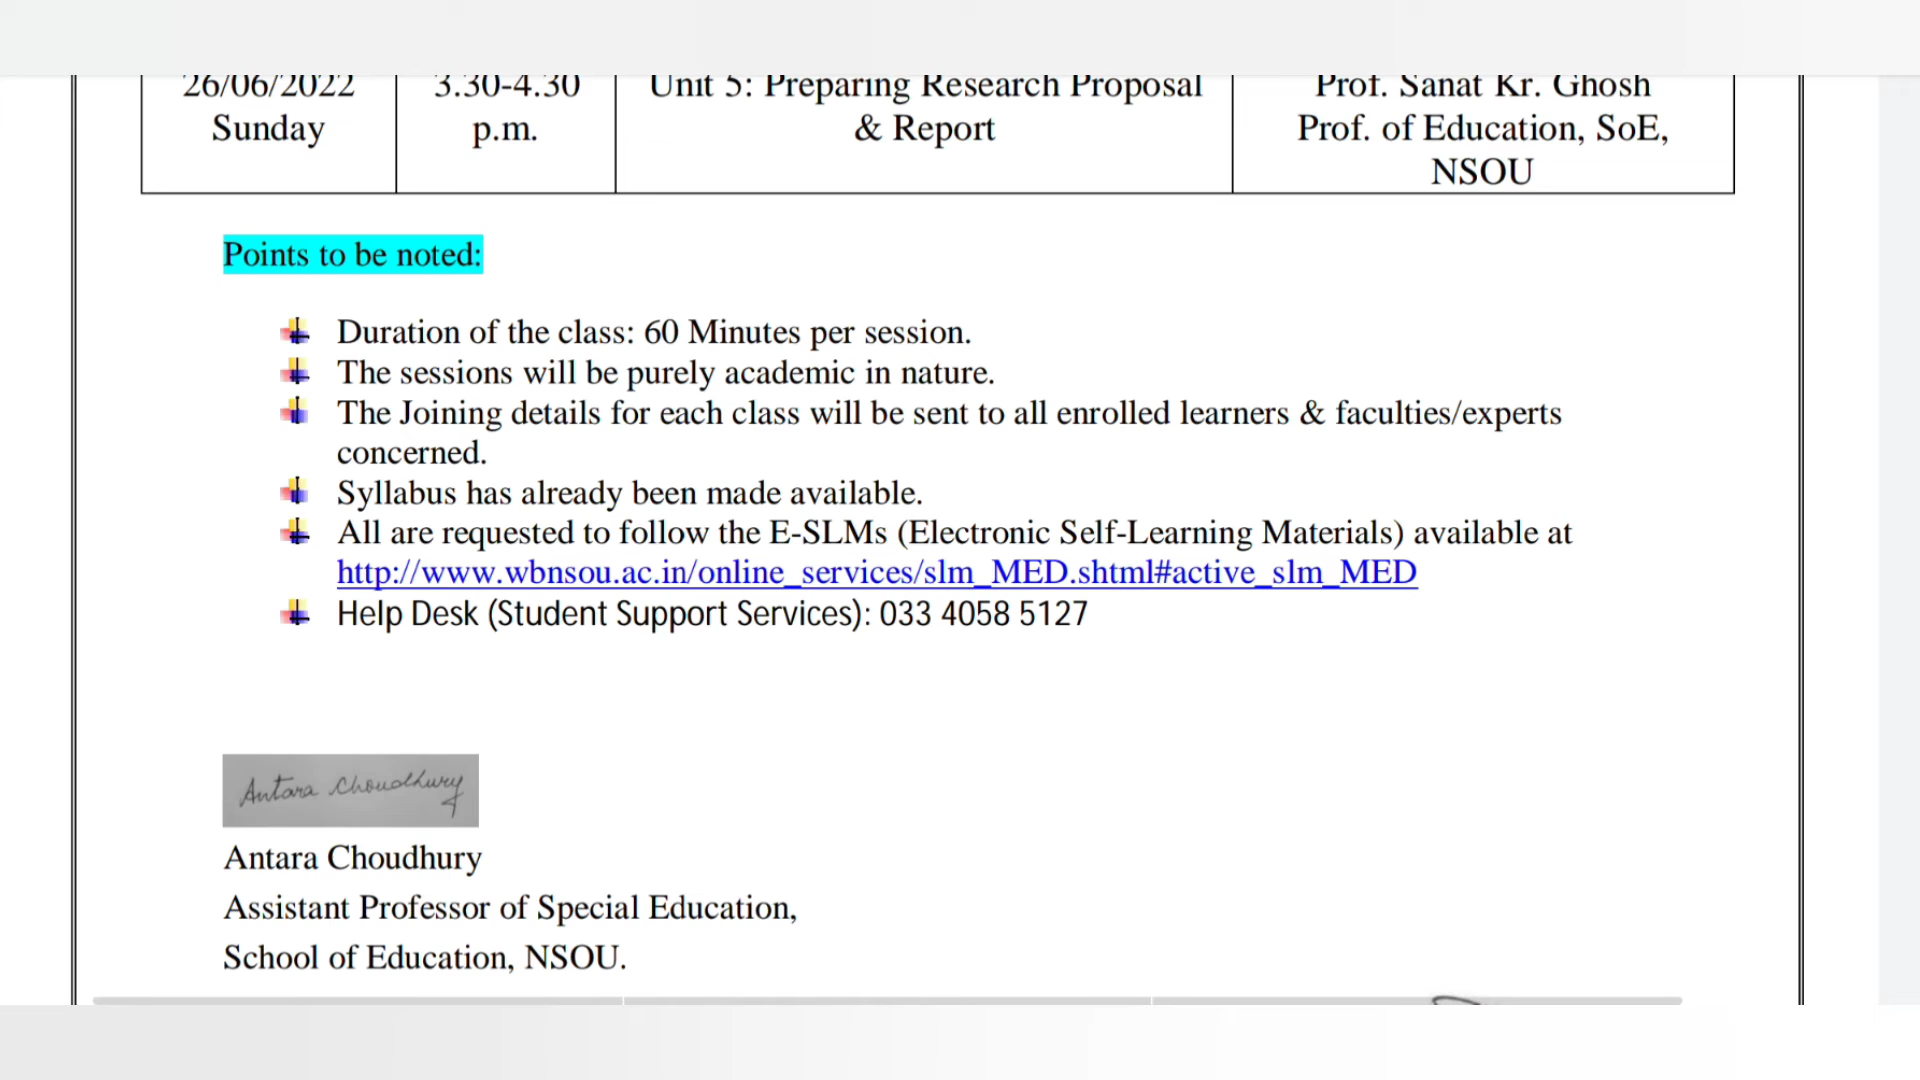 26/06/2022 3.30-4.30 Unit 5: Preparing Research Proposal Prof. Sanat Kr. Ghosh
Sunday p.m. & Report Prof. of Education, SoE,
NSOU
Points to be noted:
Duration of the class: 60 Minutes per session.
The sessions will be purely academic in nature.
The Joining details for each class will be sent to all enrolled learners & faculties/experts
concerned.
Syllabus has already been made available.
All are requested to follow the E-SLMs (Electronic Self-Learning Materials) available at
http://www.wbnsou.ac.in/online_services/slm_MED.shtml#active_slm_MED
Help Desk (Student Support Services): 033 4058 5127
Antara Choudhury
Antara Choudhury
Assistant Professor of Special Education,
School of Education, NSOU.